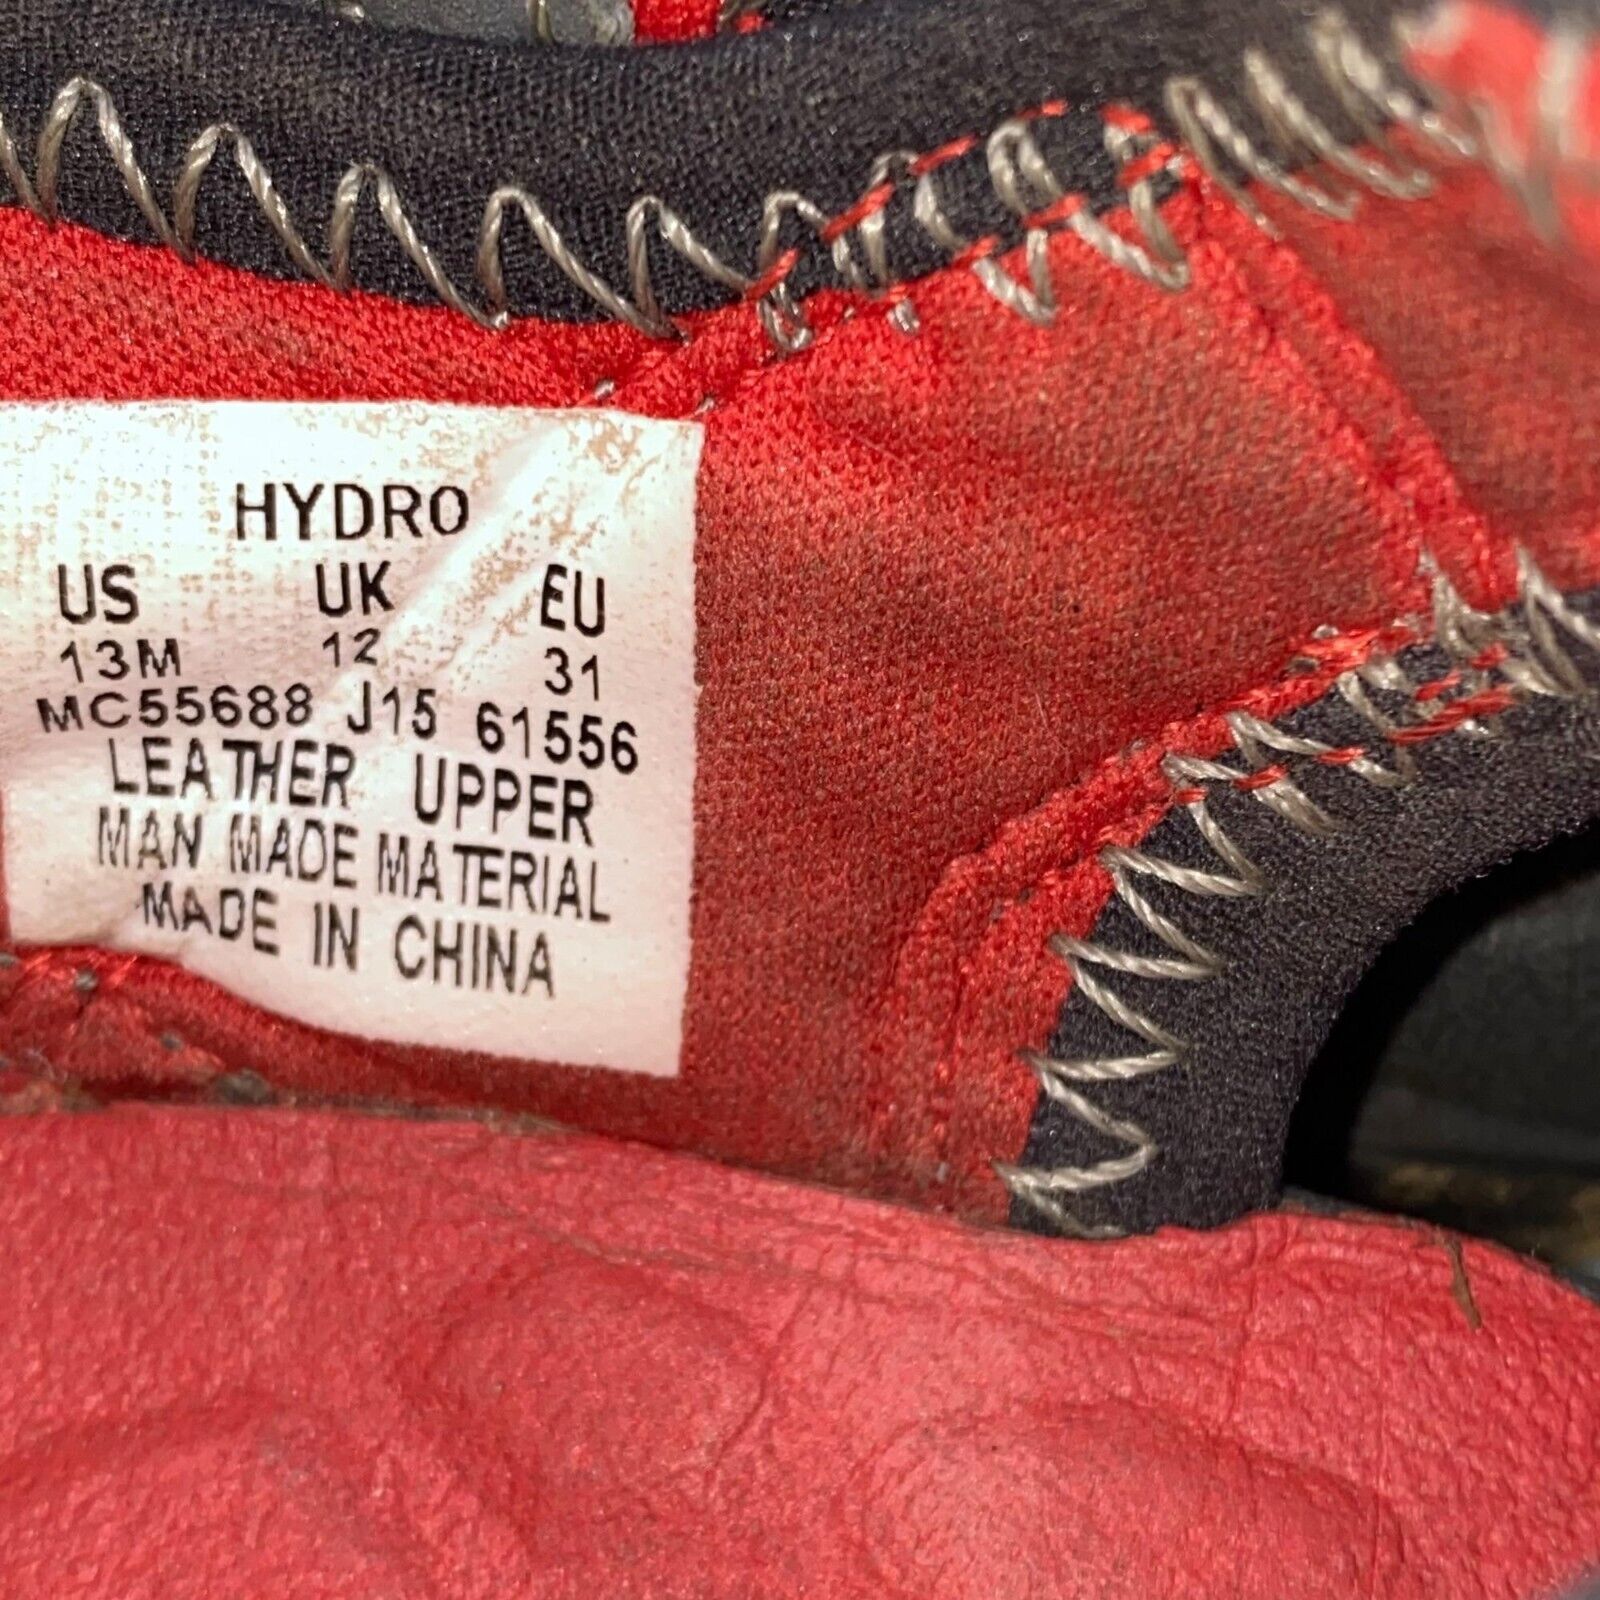 HYDRO
US UK EU
13M 12 31
MC55688 J15 61556
LEATHER UPPER
MAN MADE MATERIAL
MADE IN CHINA